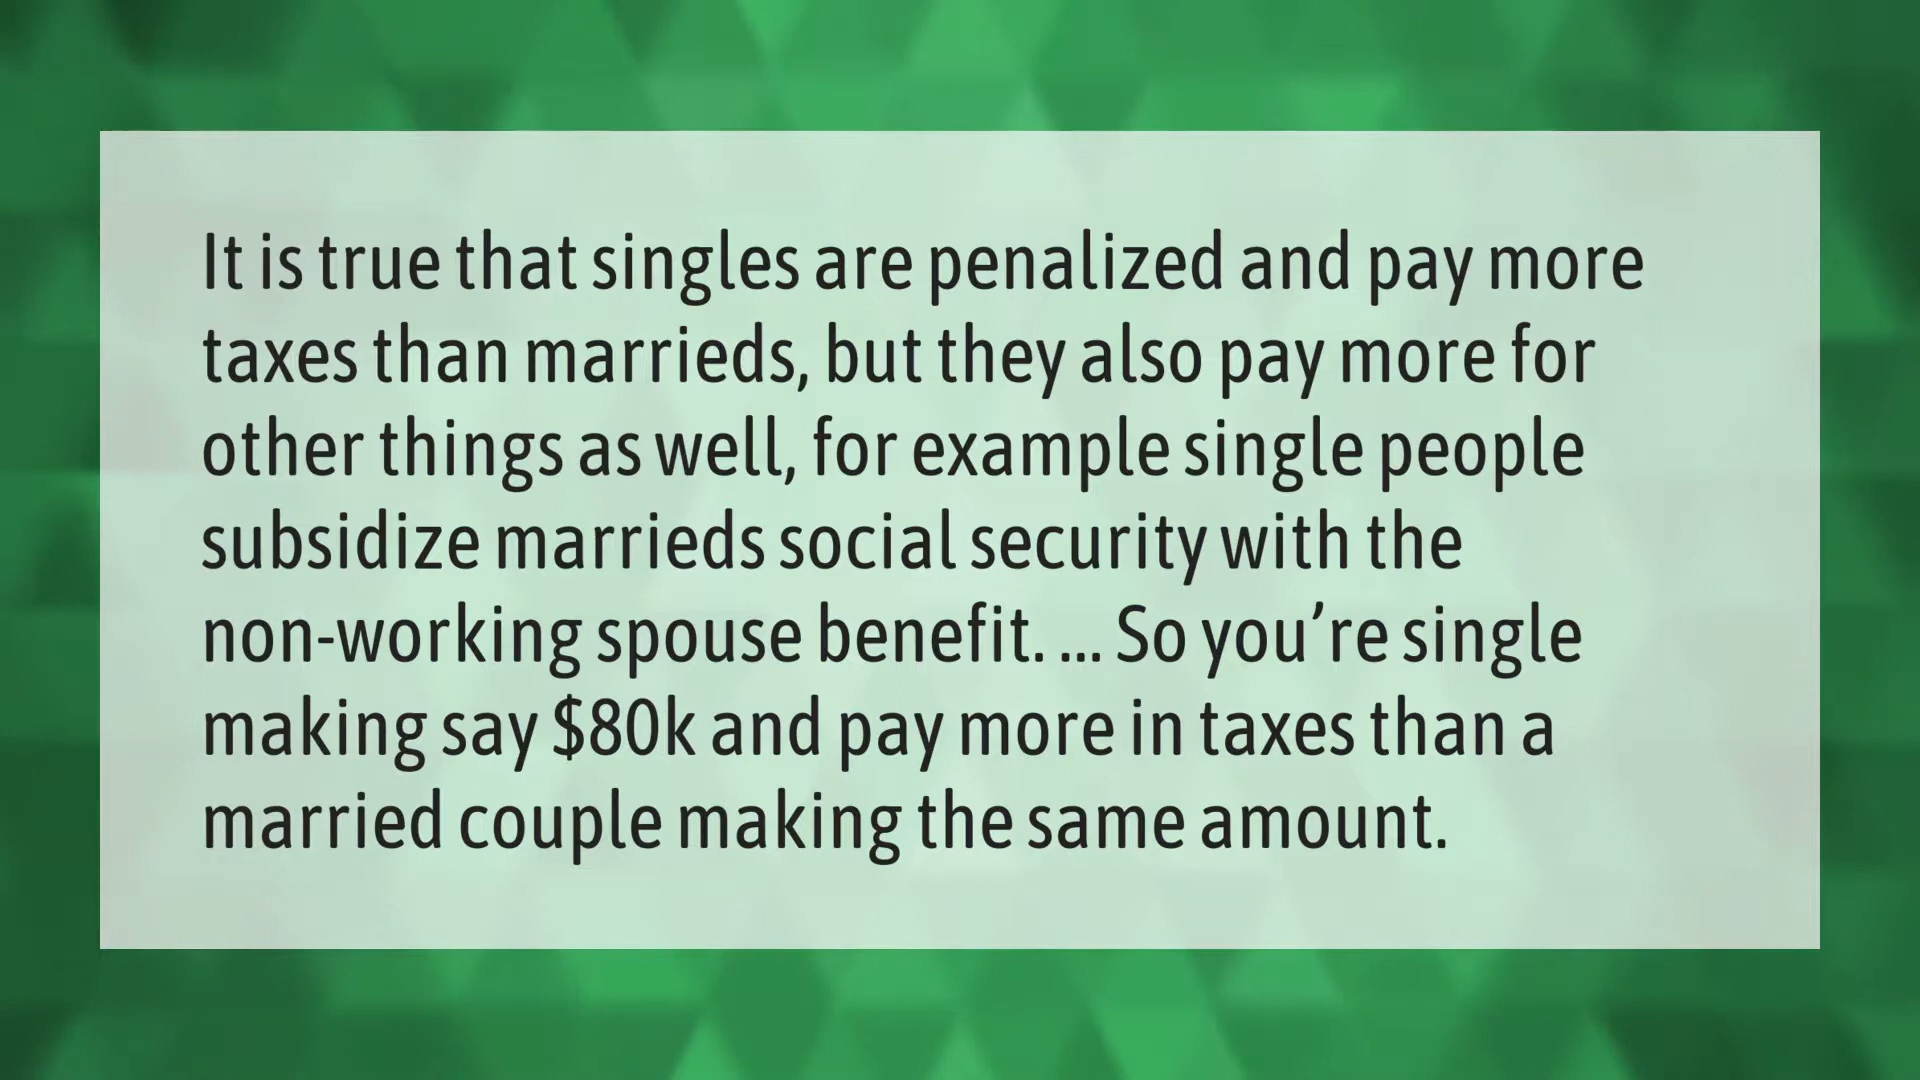 It is true that singles are penalized and pay more
taxes than marrieds, but they also pay more for
other things as well, for example single people
subsidize marrieds social security with the
non-working spouse benefit. ... So you’re single
making say $80k and pay more in taxes than a
married couple making the same amount.